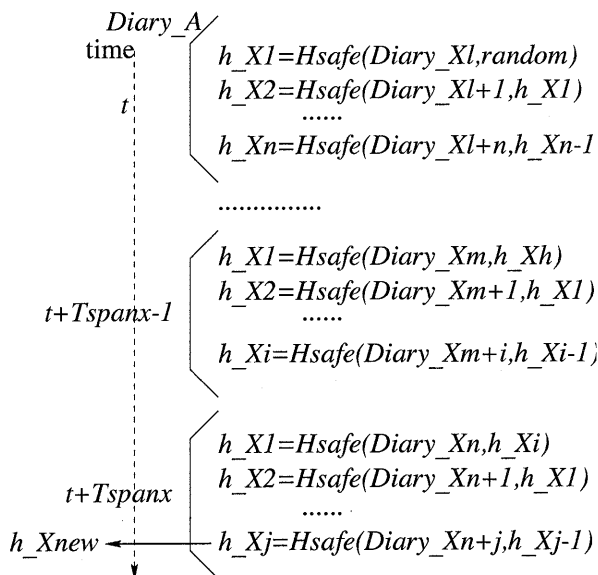 Diary_A
time
h_X1=Hsafe(Diary_Xl,random)
t
h_X2=Hsafe(Diary_Xl+1,h_X1)
......
h_Xn=Hsafe(Diary_Xl+n,h_Xn-1
...............
h_X1=Hsafe(Diary_Xm,h_Xh)
h_X2=Hsafe(Diary_Xm+1,h_X1)
t+Tspanx-1
......
h_Xi=Hsafe(Diary_Xm+i,h_Xi-1)
h_X1=Hsafe(Diary_Xn,h_Xi)
t+Tspanx
h_X2=Hsafe(Diary_Xn+1,h_X1)
......
h_Xnew
h_Xj=Hsafe(Diary_Xn+j,h_Xj-1)